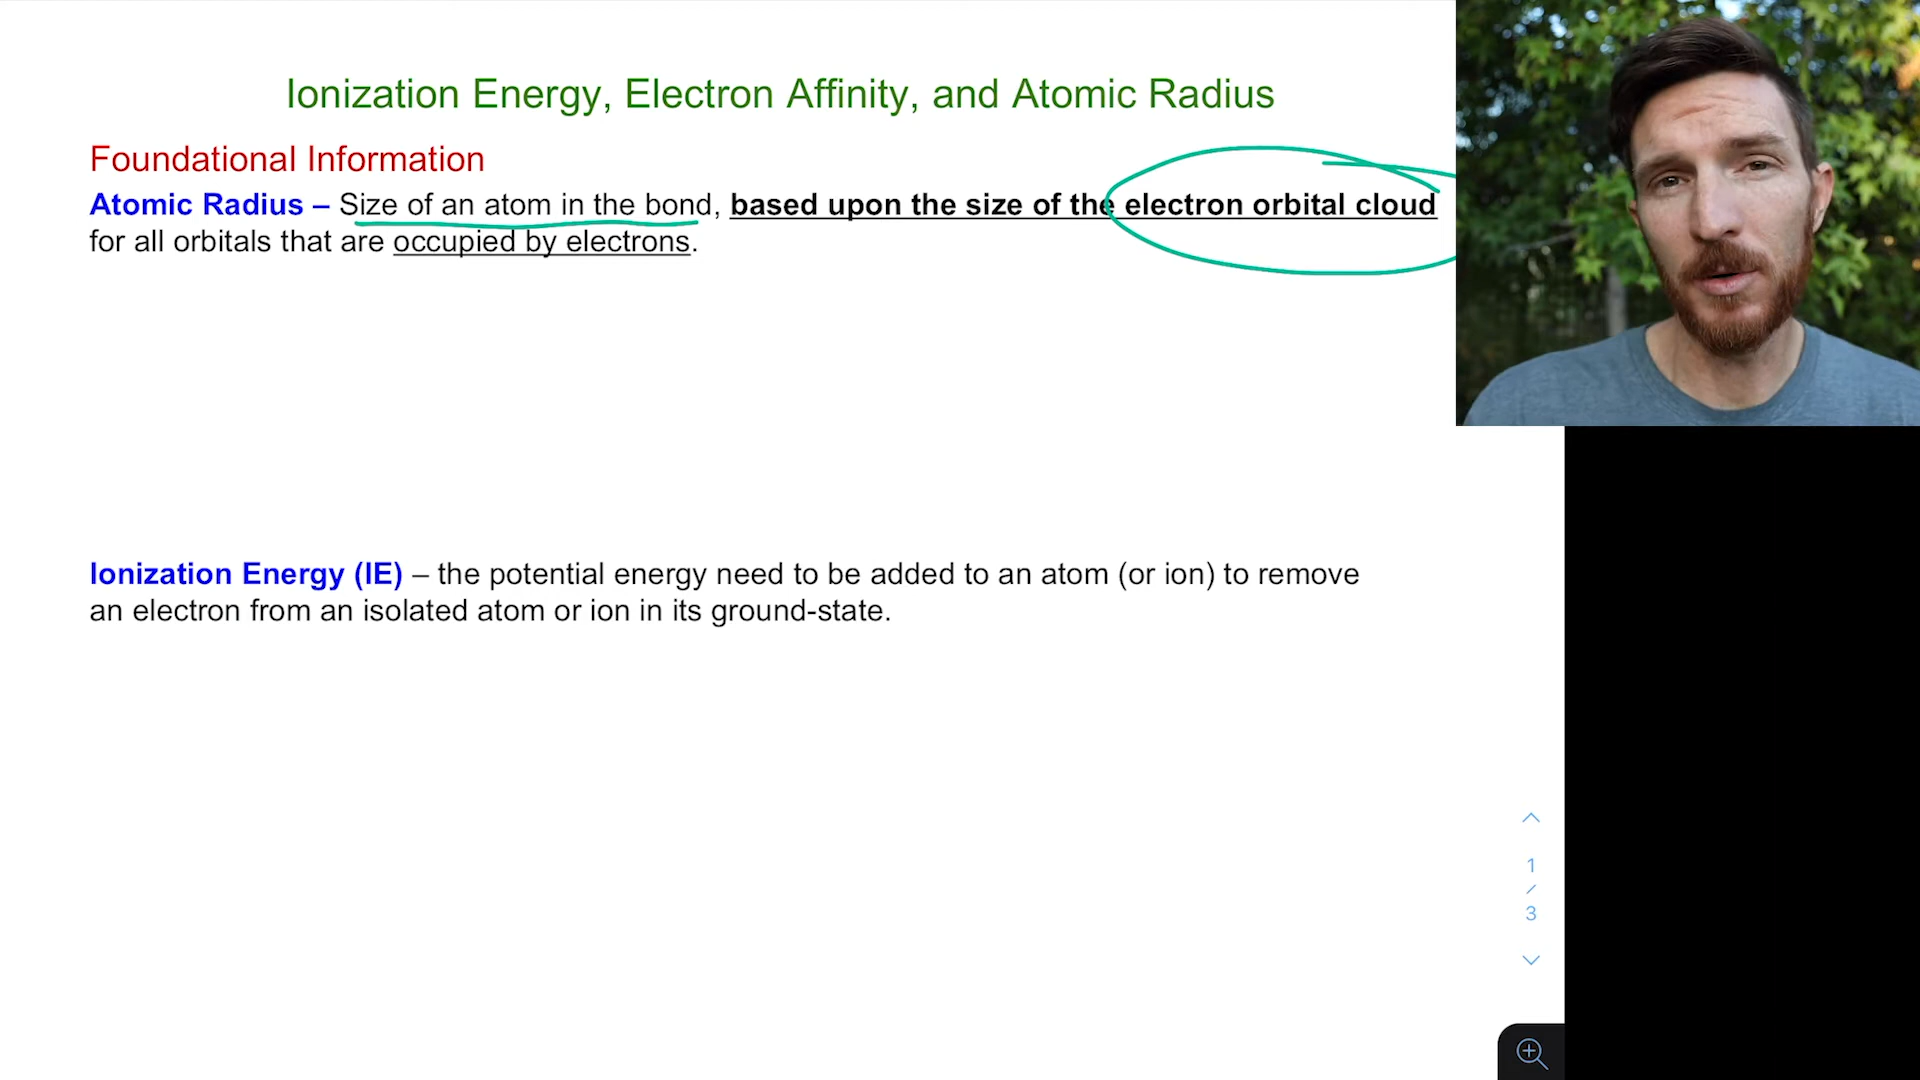 Ionization Energy, Electron Affinity, and Atomic Radius
Foundational Information
Atomic Radius – Size of an atom in the bond, based upon the size of the electron orbital cloud
for all orbitals that are occupied by electrons.
Ionization Energy (IE) – the potential energy need to be added to an atom (or ion) to remove
an electron from an isolated atom or ion in its ground-state.
1
/
3